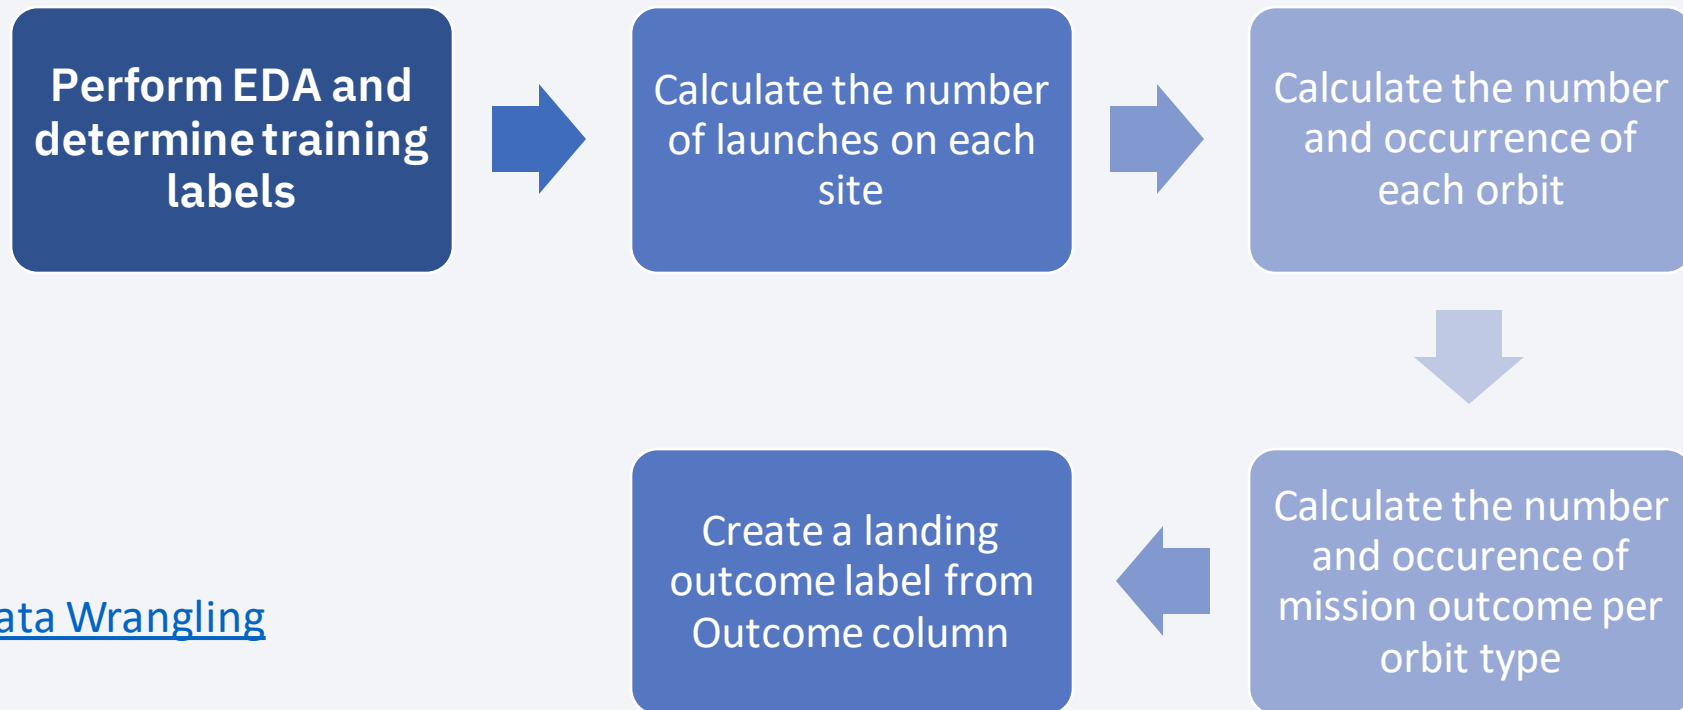 Perform EDA and
determine training
labels
Calculate the number
of launches on each
site
Calculate the number
and occurrence of
each orbit
Calculate the number
and occurence of
mission outcome per
orbit type
Create a landing
outcome label from
Outcome column
ata Wrangling